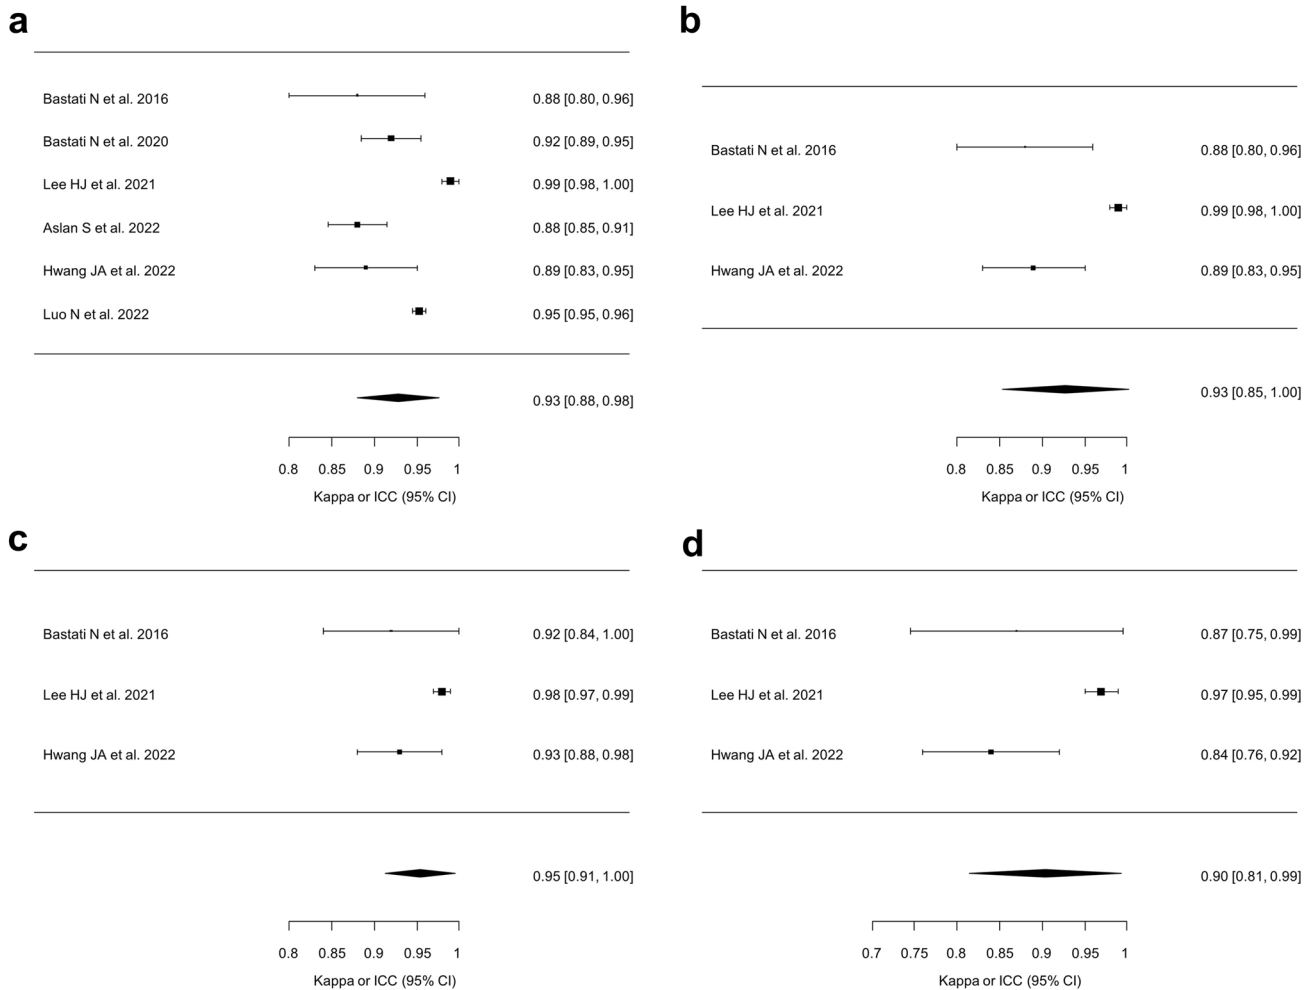 a
Bastati N et al. 2016 0.88 [0.80, 0.96]
Bastati N et al. 2020 0.92 [0.89, 0.95]
Lee HJ et al. 2021 0.99 [0.98, 1.00]
Aslan S et al. 2022 0.88 [0.85, 0.91]
Hwang JA et al. 2022 0.89 [0.83, 0.95]
Luo N et al. 2022 0.95 [0.95, 0.96]
0.93 [0.88, 0.98]
0.8 0.85 0.9 0.95 1
Kappa or ICC (95% CI)
b
Bastati N et al. 2016 0.88 [0.80, 0.96]
Lee HJ et al. 2021 0.99 [0.98, 1.00]
Hwang JA et al. 2022 0.89 [0.83, 0.95]
0.93 [0.85, 1.00]
0.8 0.85 0.9 0.95 1
Kappa or ICC (95% CI)
c
Bastati N et al. 2016 0.92 [0.84, 1.00]
Lee HJ et al. 2021 0.98 [0.97, 0.99]
Hwang JA et al. 2022 0.93 [0.88, 0.98]
0.95 [0.91, 1.00]
0.8 0.85 0.9 0.95 1
Kappa or ICC (95% CI)
d
Bastati N et al. 2016 0.87 [0.75, 0.99]
Lee HJ et al. 2021 0.97 [0.95, 0.99]
Hwang JA et al. 2022 0.84 [0.76, 0.92]
0.90 [0.81, 0.99]
0.7 0.75 0.8 0.85 0.9 0.95 1
Kappa or ICC (95% CI)